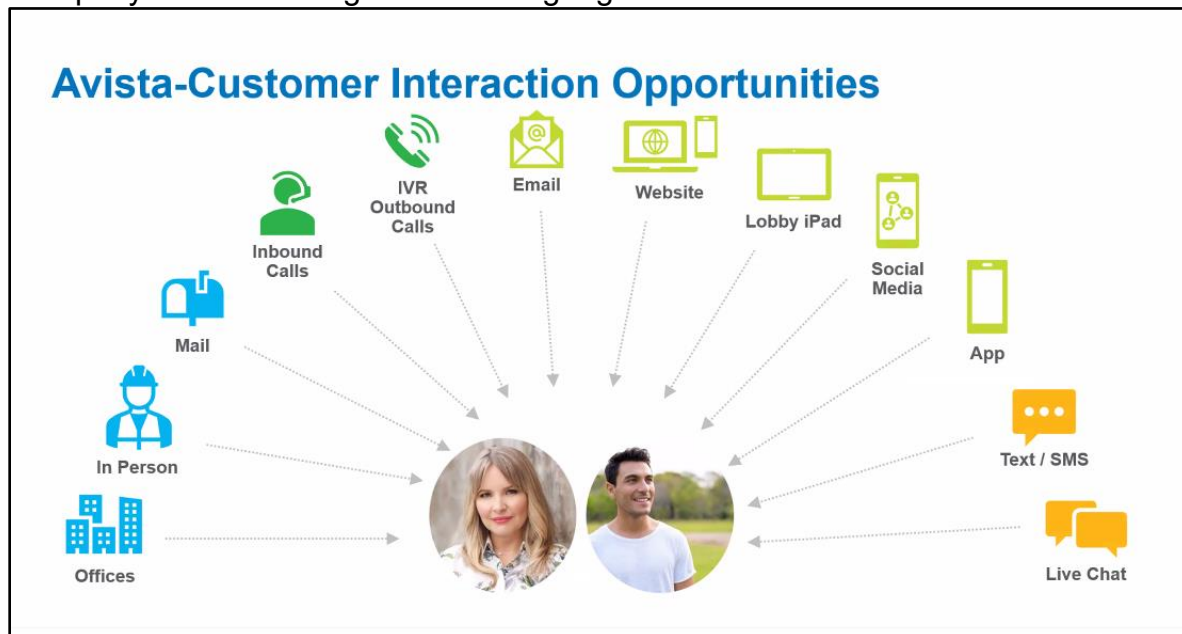 Avista-Customer Interaction Opportunities
Offices
In Person
Mail
Inbound
Calls
IVR
Outbound
Calls
Email
Website
Lobby iPad
Social
Media
App
Text / SMS
Live Chat